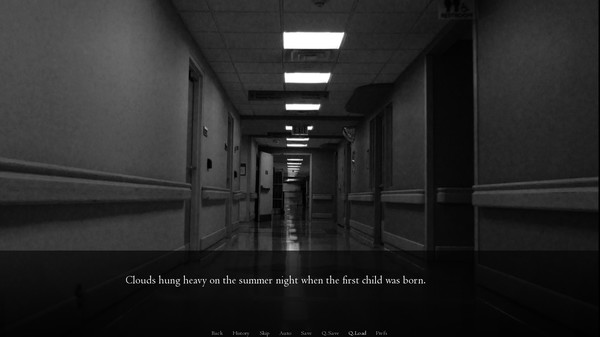 Clouds hung heavy on the summer night when the first child was born.
Back History Skip Auto Save Q.Save Q.Load Prefs